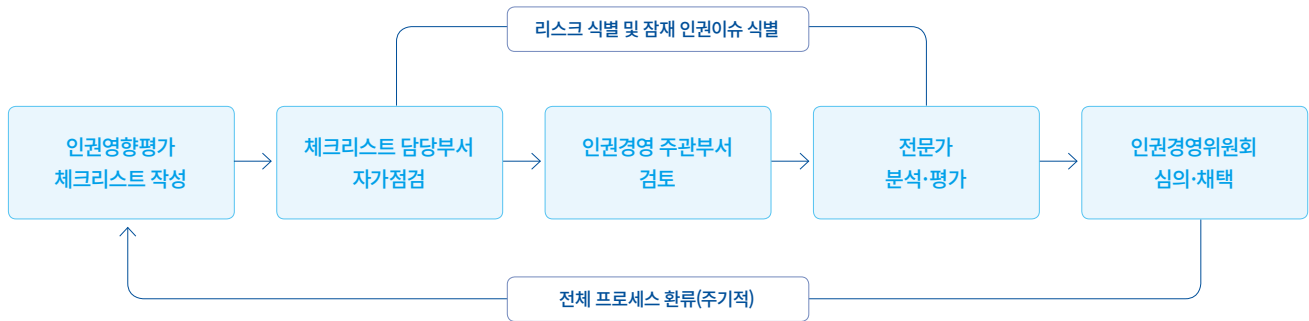 리스크 식별 및 잠재 인권이슈 식별
인권영향평가
체크리스트 작성
체크리스트 담당부서
자가점검
인권경영 주관부서
검토
전문가
분석·평가
인권경영위원회
심의·채택
전체 프로세스 환류(주기적)